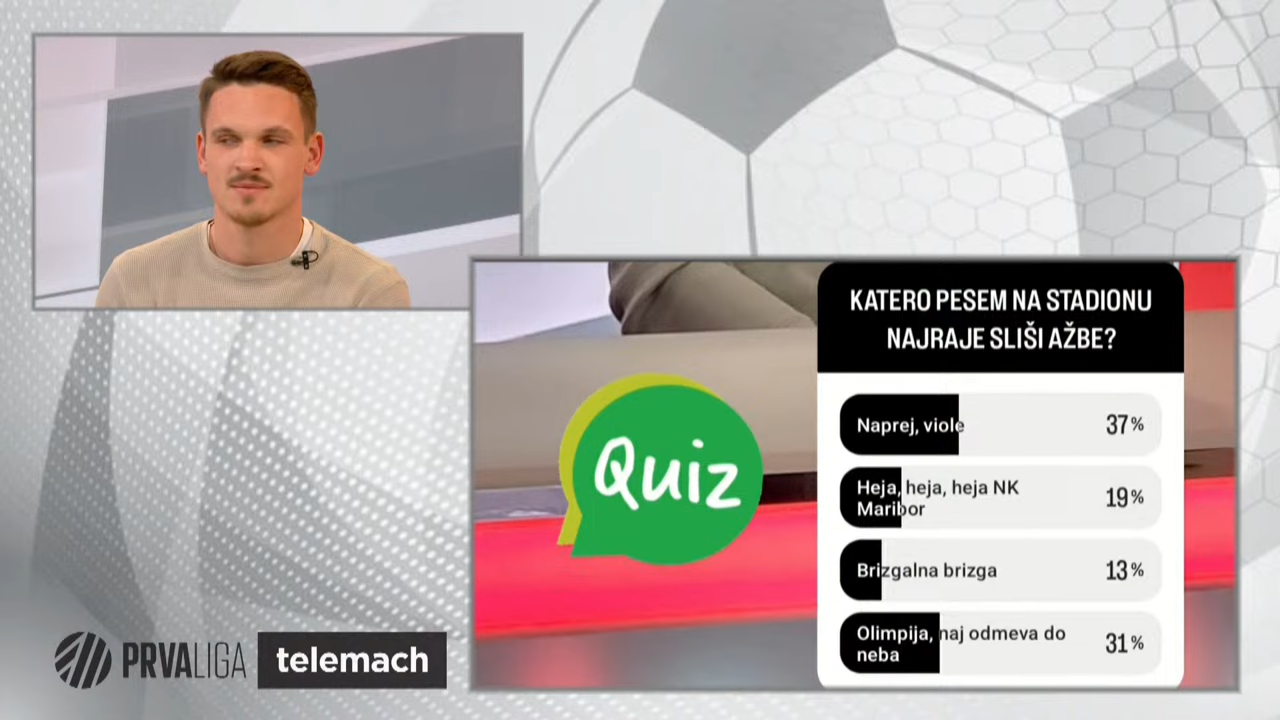 KATERO PESEM NA STADIONU
NAJRAJE SLIŠI AŽBE?
Quiz
Naprej, viole
37%
Heja, heja, heja NK
Maribor
19%
Brizgalna brizga
13%
Olimpija, naj odmeva do
neba
31%
PRVALIGA
telemach